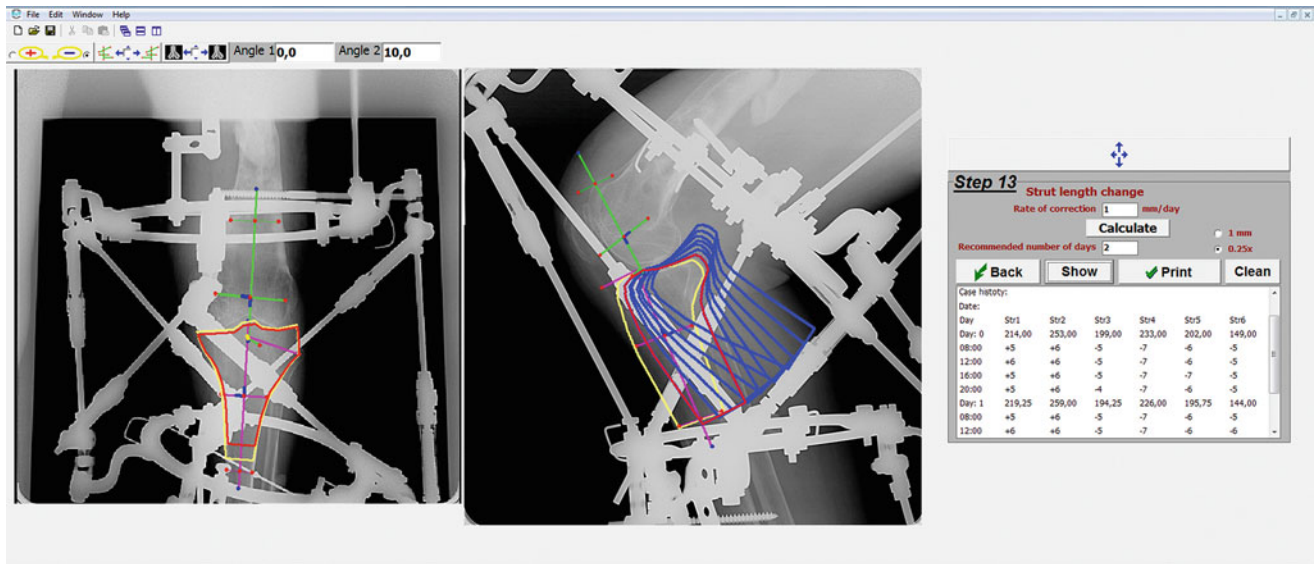 File Edit Window Help
Angle 1 0,0 Angle 2 10,0
Step 13
Strut length change
Rate of correction 1 mm/day
Calculate
1 mm
Recommended number of days 2
0.25x
Back Show Print Clean
Case histoty:
Date:
Day Str1 Str2 Str3 Str4 Str5 Str6
Day: 0 214,00 253,00 199,00 233,00 202,00 149,00
08:00 +5 +6 -5 -7 -6 -5
12:00 +6 +6 -5 -7 -6 -5
16:00 +5 +6 -5 -7 -7 -5
20:00 +5 +6 -4 -7 -6 -5
Day: 1 219,25 259,00 194,25 226,00 195,75 144,00
08:00 +5 +6 -5 -7 -6 -5
12:00 +6 +6 -5 -7 -6 -6